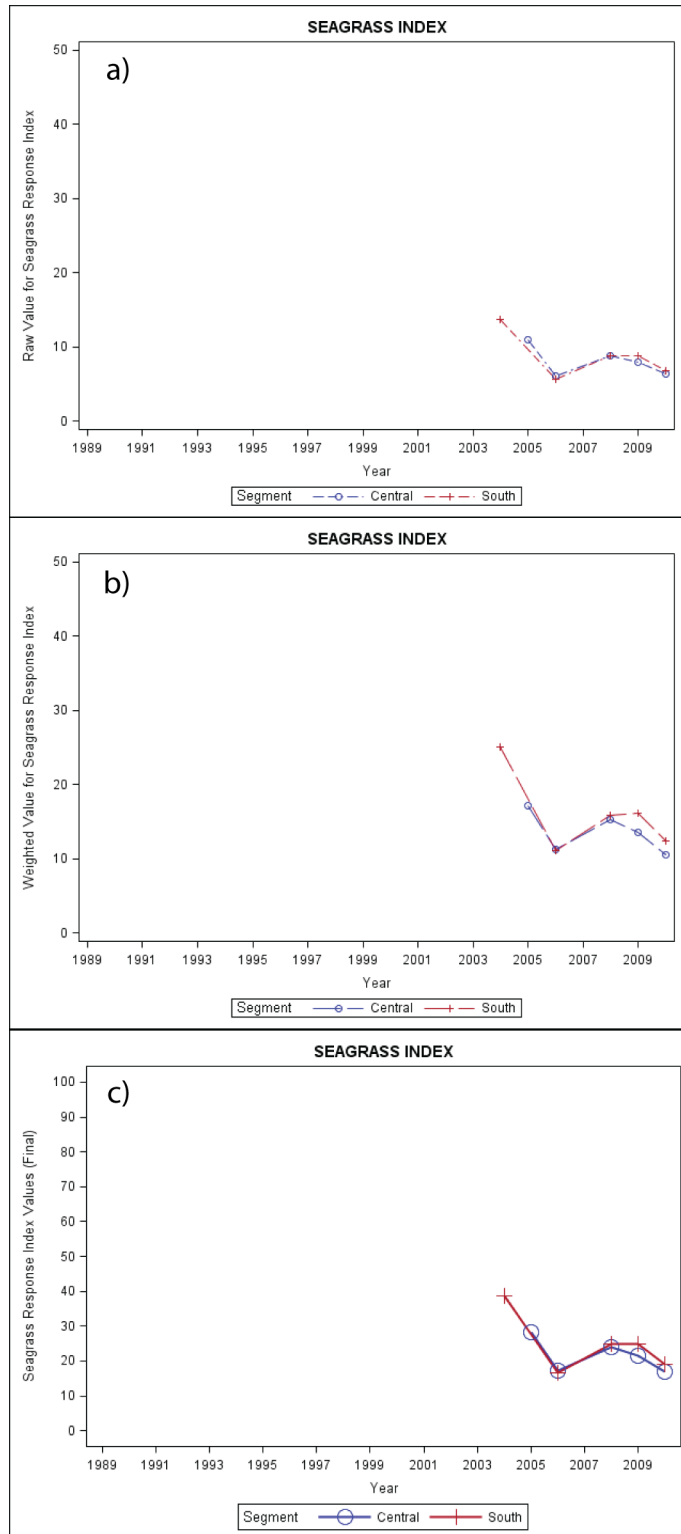 SEAGRASS INDEX
a)
Raw Value for Seagrass Response Index
50
40
30
20
10
0
1989 1991 1993 1995 1997 1999 2001 2003 2005 2007 2009
Year
Segment Central South
SEAGRASS INDEX
b)
Weighted Value for Seagrass Response Index
50
40
30
20
10
0
1989 1991 1993 1995 1997 1999 2001 2003 2005 2007 2009
Year
Segment Central South
SEAGRASS INDEX
c)
Seagrass Response Index Values (Final)
100
90
80
70
60
50
40
30
20
10
0
1989 1991 1993 1995 1997 1999 2001 2003 2005 2007 2009
Year
Segment Central South